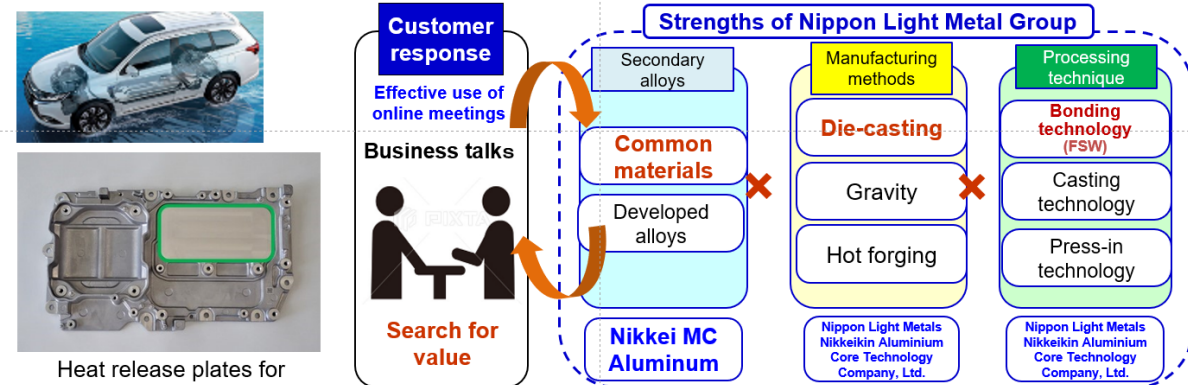 Heat release plates for
Customer
response
Effective use of
online meetings
Business talks
PIXTA
Search for
value
Strengths of Nippon Light Metal Group
Secondary
alloys
Common
materials
Developed
alloys
Nikkei MC
Aluminum
Manufacturing
methods
Die-casting
Gravity
Hot forging
Nippon Light Metals
Nikkeikin Aluminium
Core Technology
Company, Ltd.
Processing
technique
Bonding
technology
(FSW)
Casting
technology
Press-in
technology
Nippon Light Metals
Nikkeikin Aluminium
Core Technology
Company, Ltd.